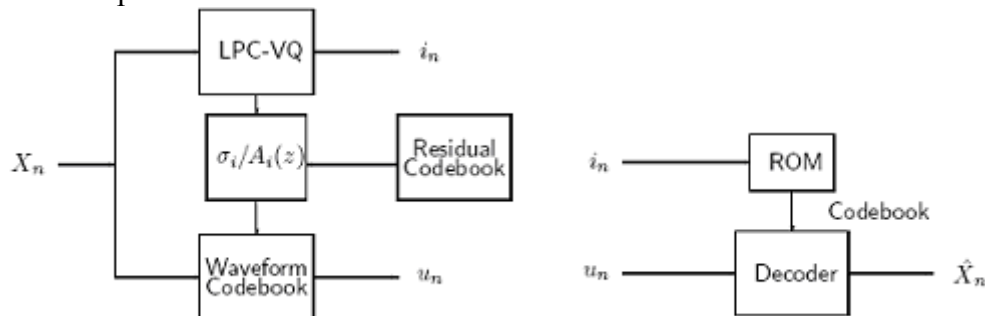 LPC-VQ
i_n
X_n
σ_i/A_i(z)
Residual
Codebook
Waveform
Codebook
u_n
i_n
ROM
Codebook
u_n
Decoder
X̂_n